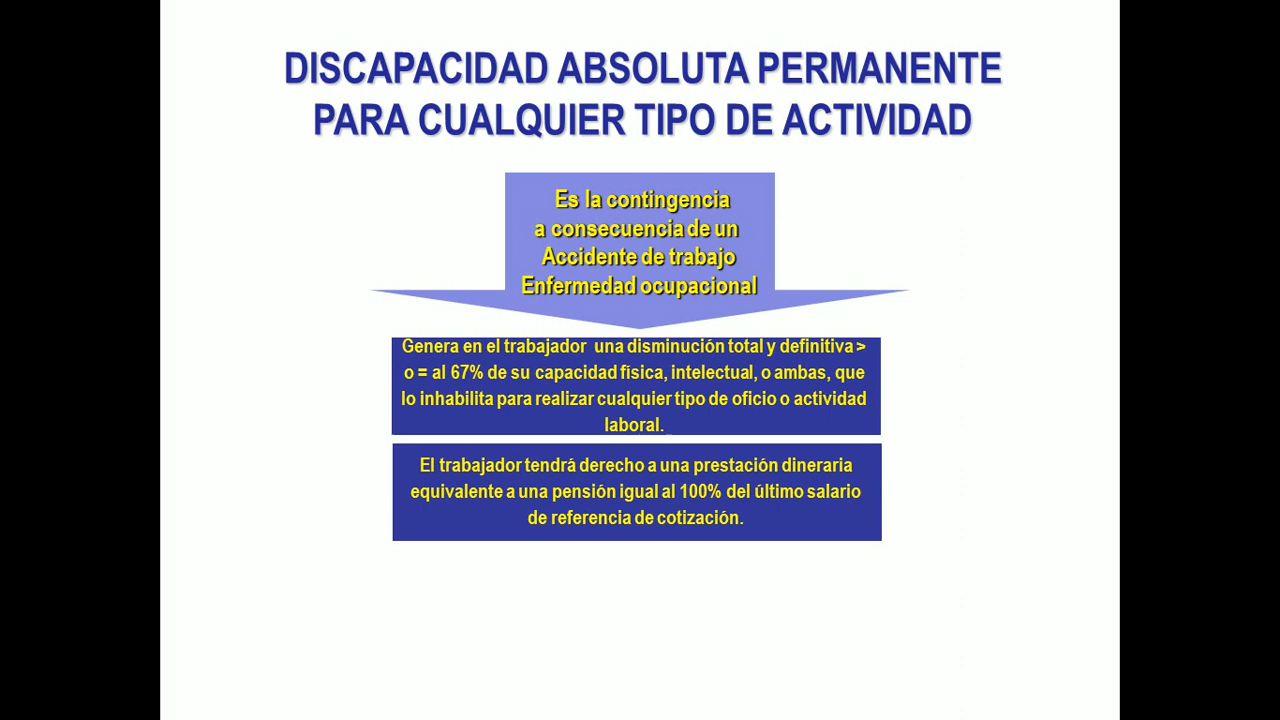 DISCAPACIDAD ABSOLUTA PERMANENTE
PARA CUALQUIER TIPO DE ACTIVIDAD
Es la contingencia
a consecuencia de un
Accidente de trabajo
Enfermedad ocupacional
Genera en el trabajador una disminución total y definitiva >
o = al 67% de su capacidad física, intelectual, o ambas, que
lo inhabilita para realizar cualquier tipo de oficio o actividad
laboral.
El trabajador tendrá derecho a una prestación dineraria
equivalente a una pensión igual al 100% del último salario
de referencia de cotización.